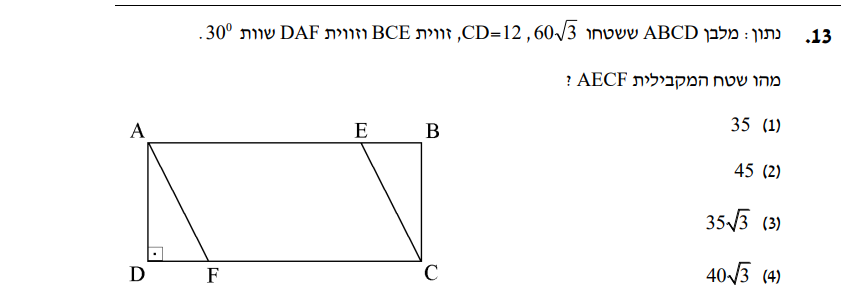 13. נתון: מלבן ABCD ששטחו 60√3, CD=12, זווית BCE וזווית DAF שוות 30⁰.
מהו שטח המקבילית AECF ?
(1) 35
(2) 45
(3) 35√3
(4) 40√3
A E B
D F C